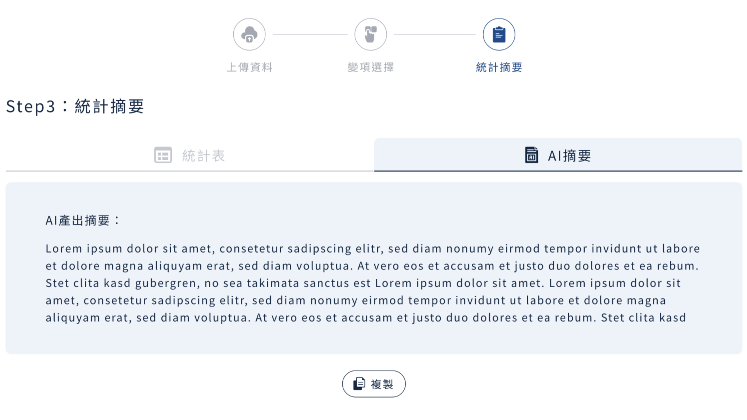 上傳資料
變項選擇
統計摘要
Step3：統計摘要
統計表
AI摘要
AI產出摘要：
Lorem ipsum dolor sit amet, consetetur sadipscing elitr, sed diam nonumy eirmod tempor invidunt ut labore
et dolore magna aliquyam erat, sed diam voluptua. At vero eos et accusam et justo duo dolores et ea rebum.
Stet clita kasd gubergren, no sea takimata sanctus est Lorem ipsum dolor sit amet. Lorem ipsum dolor sit
amet, consetetur sadipscing elitr, sed diam nonumy eirmod tempor invidunt ut labore et dolore magna
aliquyam erat, sed diam voluptua. At vero eos et accusam et justo duo dolores et ea rebum. Stet clita kasd
複製